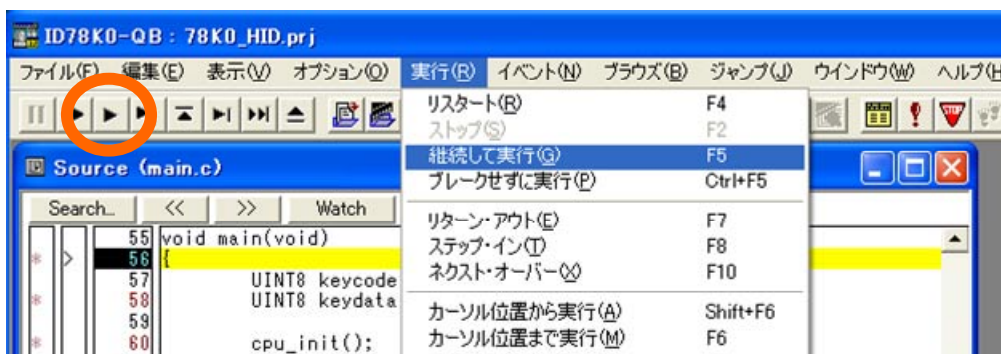 ID78K0-QB : 78K0_HID.prj
ファイル(F) 編集(E) 表示(V) オプション(O) 実行(R) イベント(N) ブラウズ(B) ジャンプ(J) ウインドウ(W) ヘルプ(H
リスタート(R) F4
ストップ(S) F2
継続して実行(G) F5
ブレークせずに実行(P) Ctrl+F5
リターン・アウト(E) F7
ステップ・イン(T) F8
ネクスト・オーバー(X) F10
カーソル位置から実行(A) Shift+F6
カーソル位置まで実行(M) F6
STOP
Source (main.c)
Search... << >> Watch
55 void main(void)
* > 56 {
57 UINT8 keycode
* 58 UINT8 keydata
59
* 60 cpu_init();